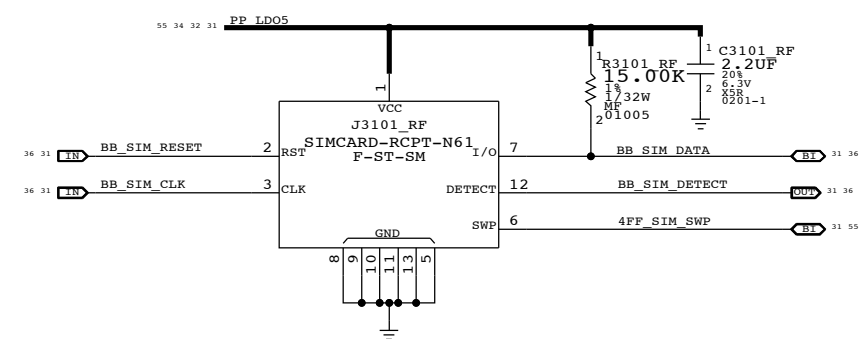 55 34 32 31 PP_LDO5
1 C3101_RF
2.2UF
20%
6.3V
X5R
0201-1
2
1 R3101_RF
15.00K
1%
1/32W
MF
01005
2
1
VCC
J3101_RF
SIMCARD-RCPT-N61
F-ST-SM
36 31 IN BB_SIM_RESET 2 RST
I/O 7 BB_SIM_DATA BI 31 36
36 31 IN BB_SIM_CLK 3 CLK
DETECT 12 BB_SIM_DETECT OUT 31 36
SWP 6 4FF_SIM_SWP BI 31 55
GND
8 9 10 11 13 5